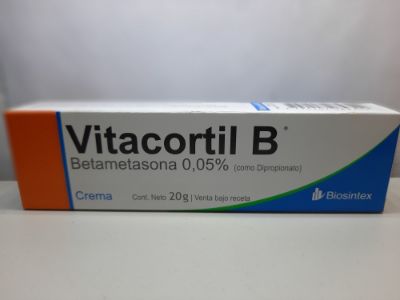 Vitacortil B®
Betametasona 0,05% (como Dipropionato)
Crema
Cont. Neto 20g | Venta bajo receta
Biosintex